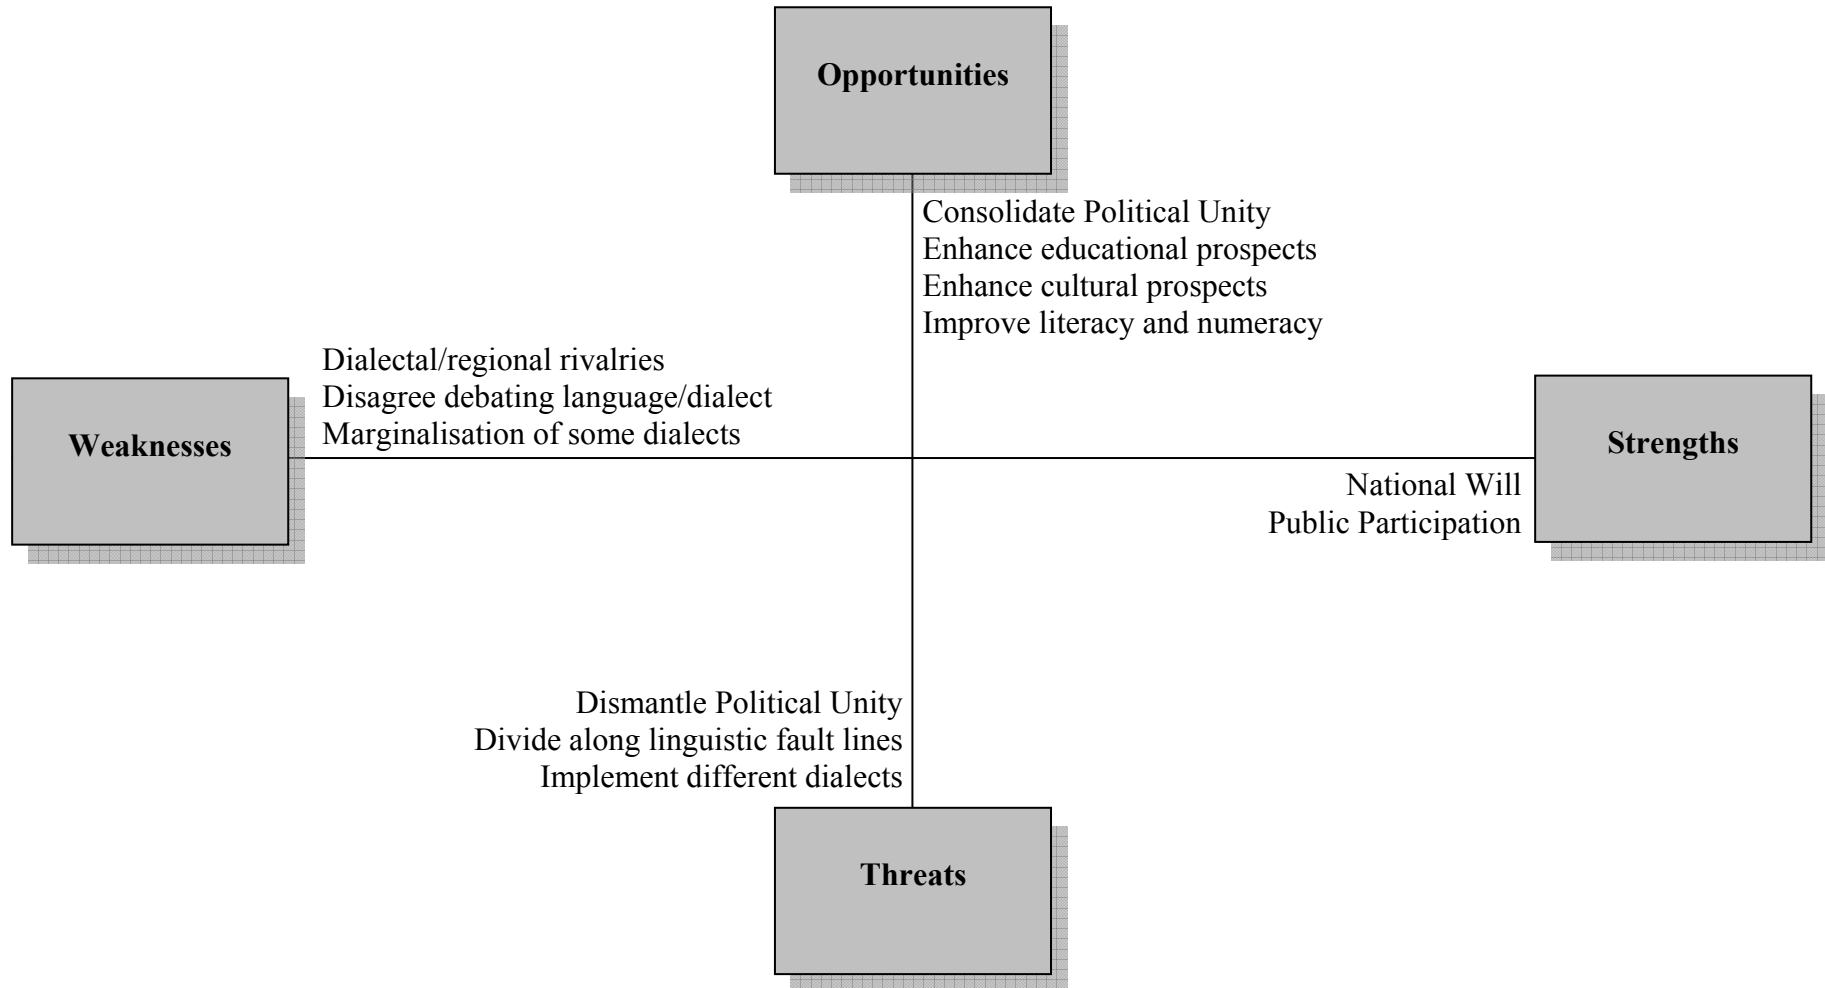 Opportunities
Consolidate Political Unity
Enhance educational prospects
Enhance cultural prospects
Improve literacy and numeracy
Dialectal/regional rivalries
Disagree debating language/dialect
Marginalisation of some dialects
Weaknesses
Strengths
National Will
Public Participation
Dismantle Political Unity
Divide along linguistic fault lines
Implement different dialects
Threats